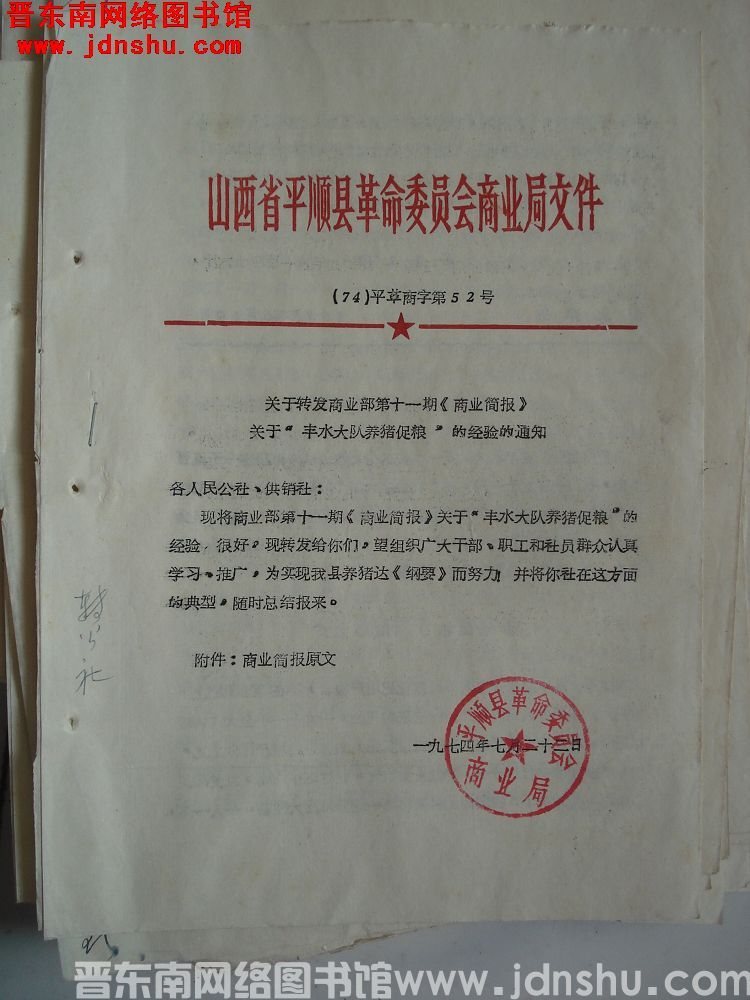 晋东南网络图书馆
www.jdnshu.com
山西省平顺县革命委员会商业局文件
(74)平革商字第52号
关于转发商业部第十一期《商业简报》
关于“丰水大队养猪促粮”的经验的通知
各人民公社、供销社：
现将商业部第十一期《商业简报》关于“丰水大队养猪促粮”的
经验，很好。现转发给你们，望组织广大干部、职工和社员群众认真
学习、推广，为实现我县养猪达《纲要》而努力，并将你社在这方面
的典型，随时总结报来。
附件：商业简报原文
一九七四年七月二十二日
平顺县革命委员会
商业局
转公社
晋东南网络图书馆www.jdnshu.com